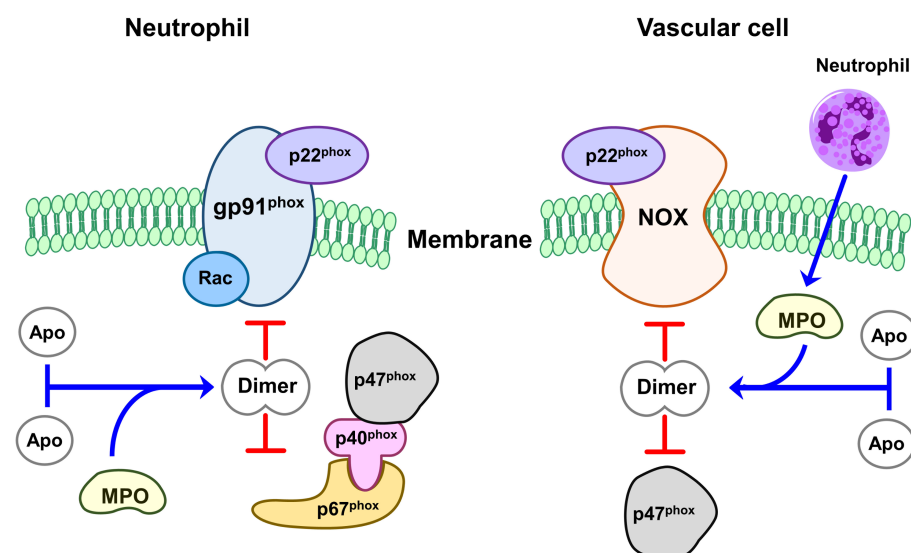 Neutrophil
Vascular cell
Neutrophil
p22phox
p22phox
gp91phox
NOX
Membrane
Rac
MPO
Apo
Apo
p47phox
Dimer
Dimer
p40phox
Apo
Apo
MPO
p67phox
p47phox